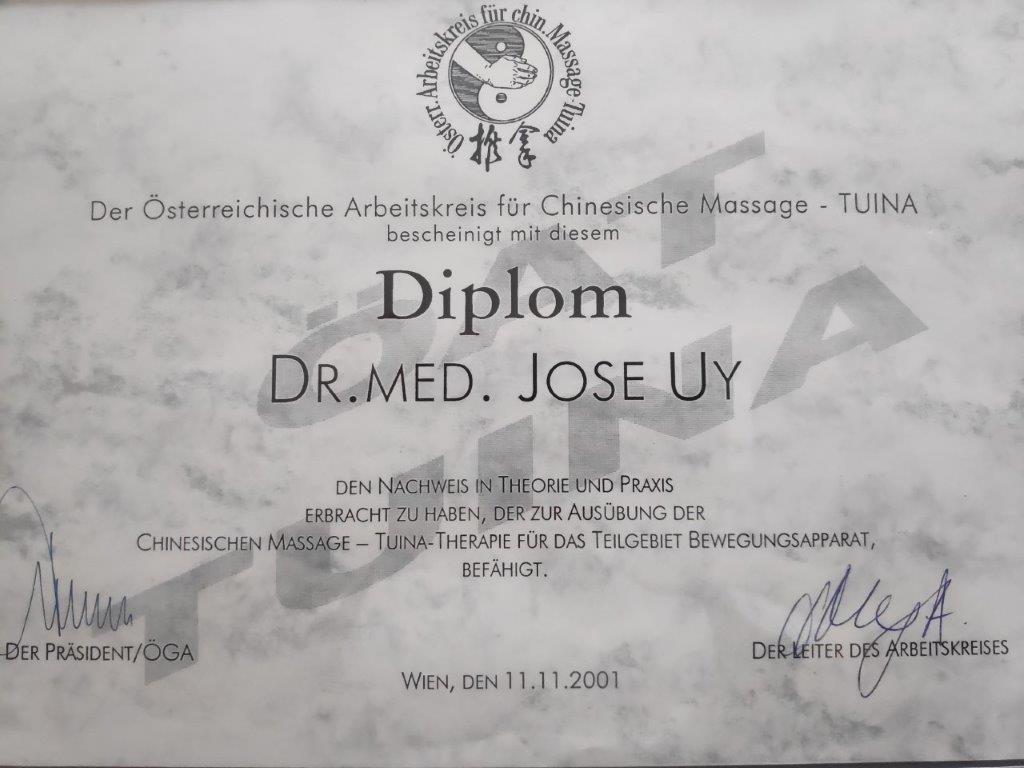 Österr. Arbeitskreis für chin. Massage-Tuina
推拿
Der Österreichische Arbeitskreis für Chinesische Massage - TUINA
bescheinigt mit diesem
Diplom
DR.MED. JOSE UY
DEN NACHWEIS IN THEORIE UND PRAXIS
ERBRACHT ZU HABEN, DER ZUR AUSÜBUNG DER
CHINESISCHEN MASSAGE – TUINA-THERAPIE FÜR DAS TEILGEBIET BEWEGUNGSAPPARAT,
BEFÄHIGT.
DER PRÄSIDENT/ÖGA
DER LEITER DES ARBEITSKREISES
WIEN, DEN 11.11.2001
ÖAT
TUINA